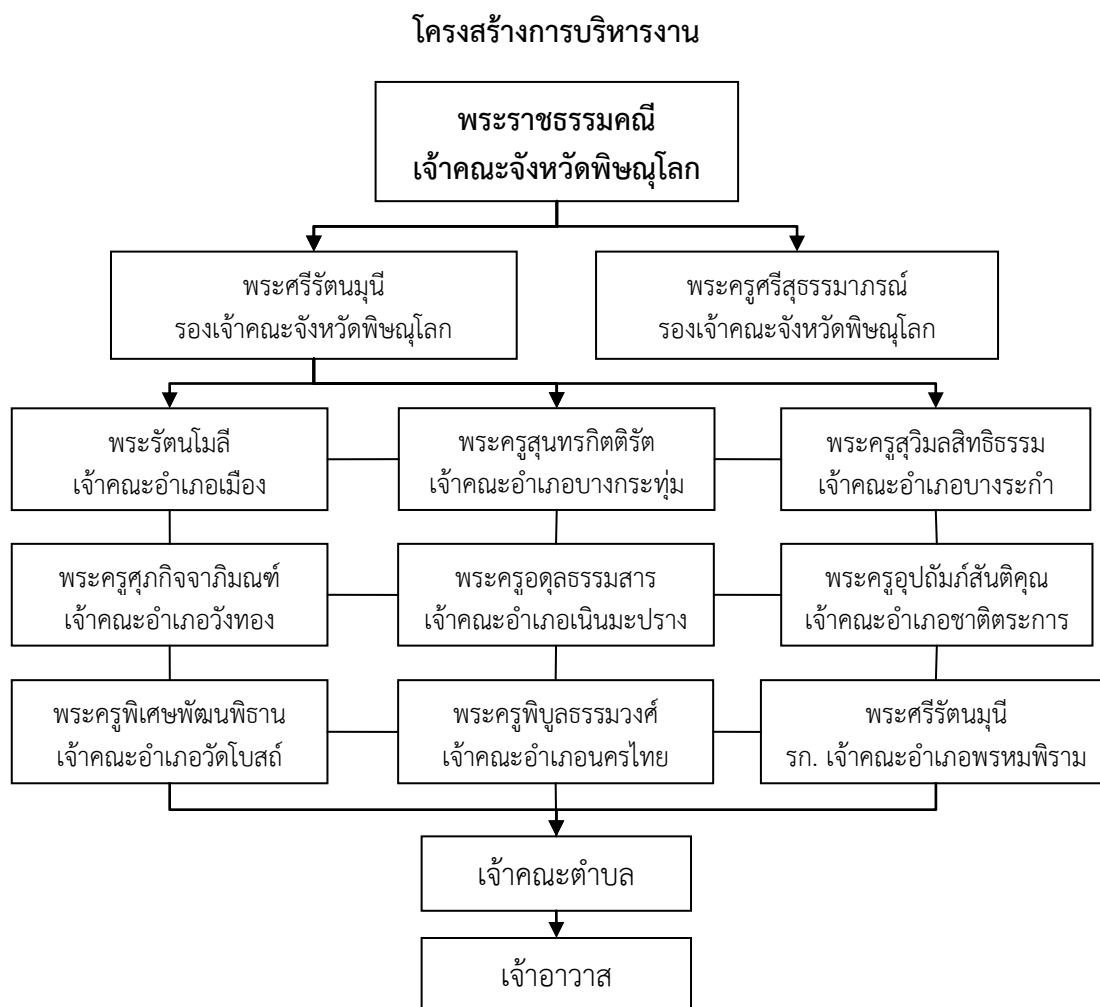 โครงสร้างการบริหารงาน
พระราชธรรมคณี
เจ้าคณะจังหวัดพิษณุโลก
พระศรีรัตนมุนี
รองเจ้าคณะจังหวัดพิษณุโลก
พระครูศรีสุธรรมาภรณ์
รองเจ้าคณะจังหวัดพิษณุโลก
พระรัตนโมลี
เจ้าคณะอำเภอเมือง
พระครูสุนทรกิตติรัต
เจ้าคณะอำเภอบางกระทุ่ม
พระครูสุวิมลสิทธิธรรม
เจ้าคณะอำเภอบางระกำ
พระครูศุภกิจจาภิมณฑ์
เจ้าคณะอำเภอวังทอง
พระครูอดุลธรรมสาร
เจ้าคณะอำเภอเนินมะปราง
พระครูอุปถัมภ์สันติคุณ
เจ้าคณะอำเภอชาติตระการ
พระครูพิเศษพัฒนพิธาน
เจ้าคณะอำเภอวัดโบสถ์
พระครูพิบูลธรรมวงศ์
เจ้าคณะอำเภอนครไทย
พระศรีรัตนมุนี
รก. เจ้าคณะอำเภอพรหมพิราม
เจ้าคณะตำบล
เจ้าอาวาส